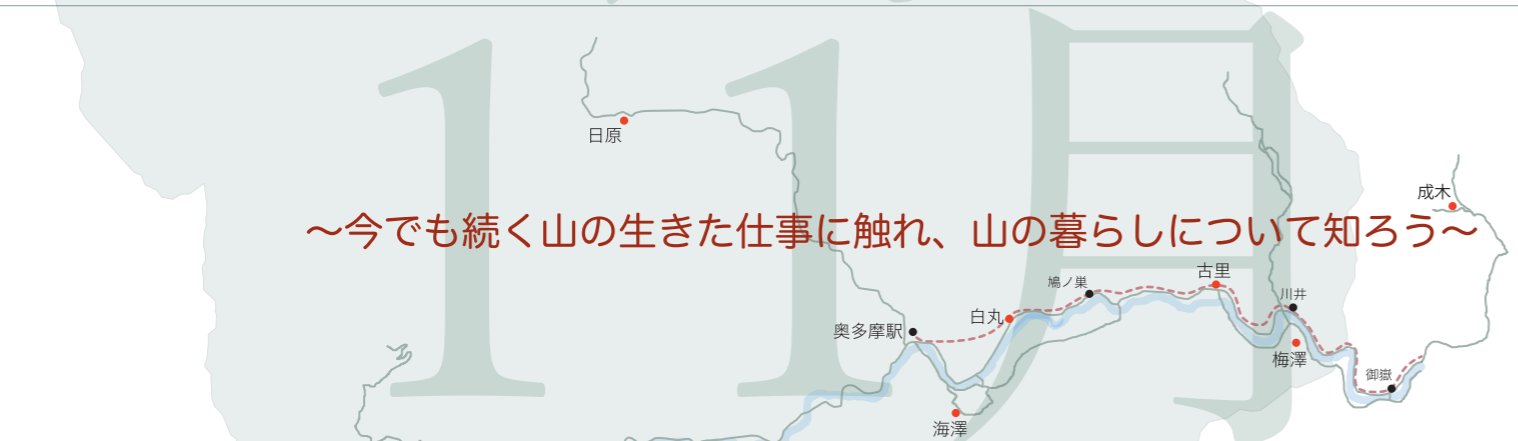 11月
日原
成木
〜今でも続く山の生きた仕事に触れ、山の暮らしについて知ろう〜
古里
鳩ノ巣
川井
白丸
奥多摩駅
梅澤
御嶽
海澤